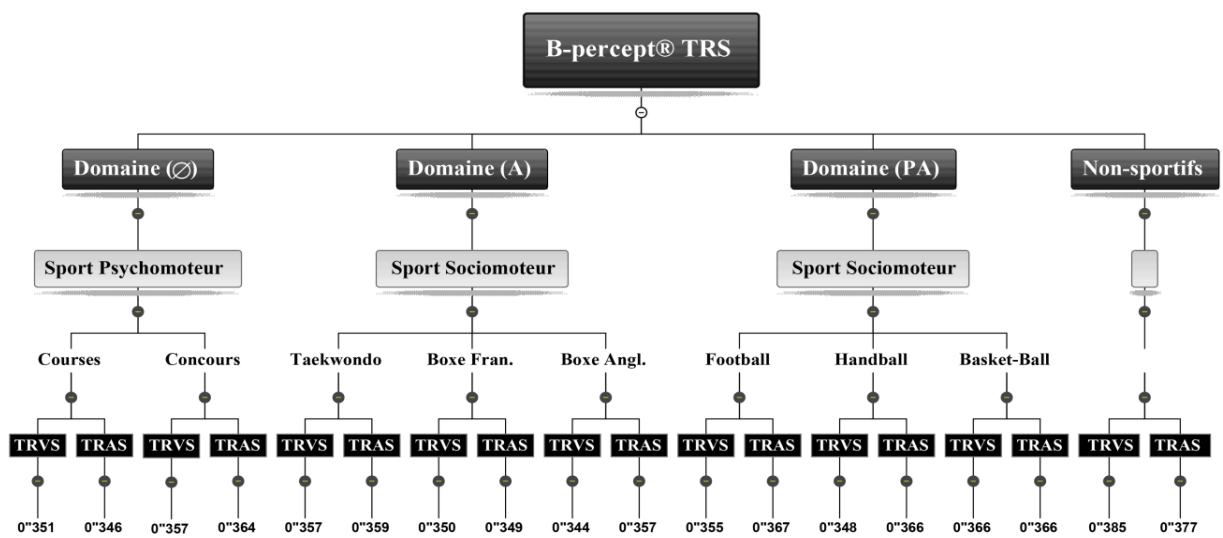 B-percept® TRS
Domaine (∅) Domaine (A) Domaine (PA) Non-sportifs
Sport Psychomoteur Sport Sociomoteur Sport Sociomoteur
Courses Concours Taekwondo Boxe Fran. Boxe Angl. Football Handball Basket-Ball
TRVS TRAS TRVS TRAS TRVS TRAS TRVS TRAS TRVS TRAS TRVS TRAS TRVS TRAS TRVS TRAS TRVS TRAS
0"351 0"346 0"357 0"364 0"357 0"359 0"350 0"349 0"344 0"357 0"355 0"367 0"348 0"366 0"366 0"366 0"385 0"377